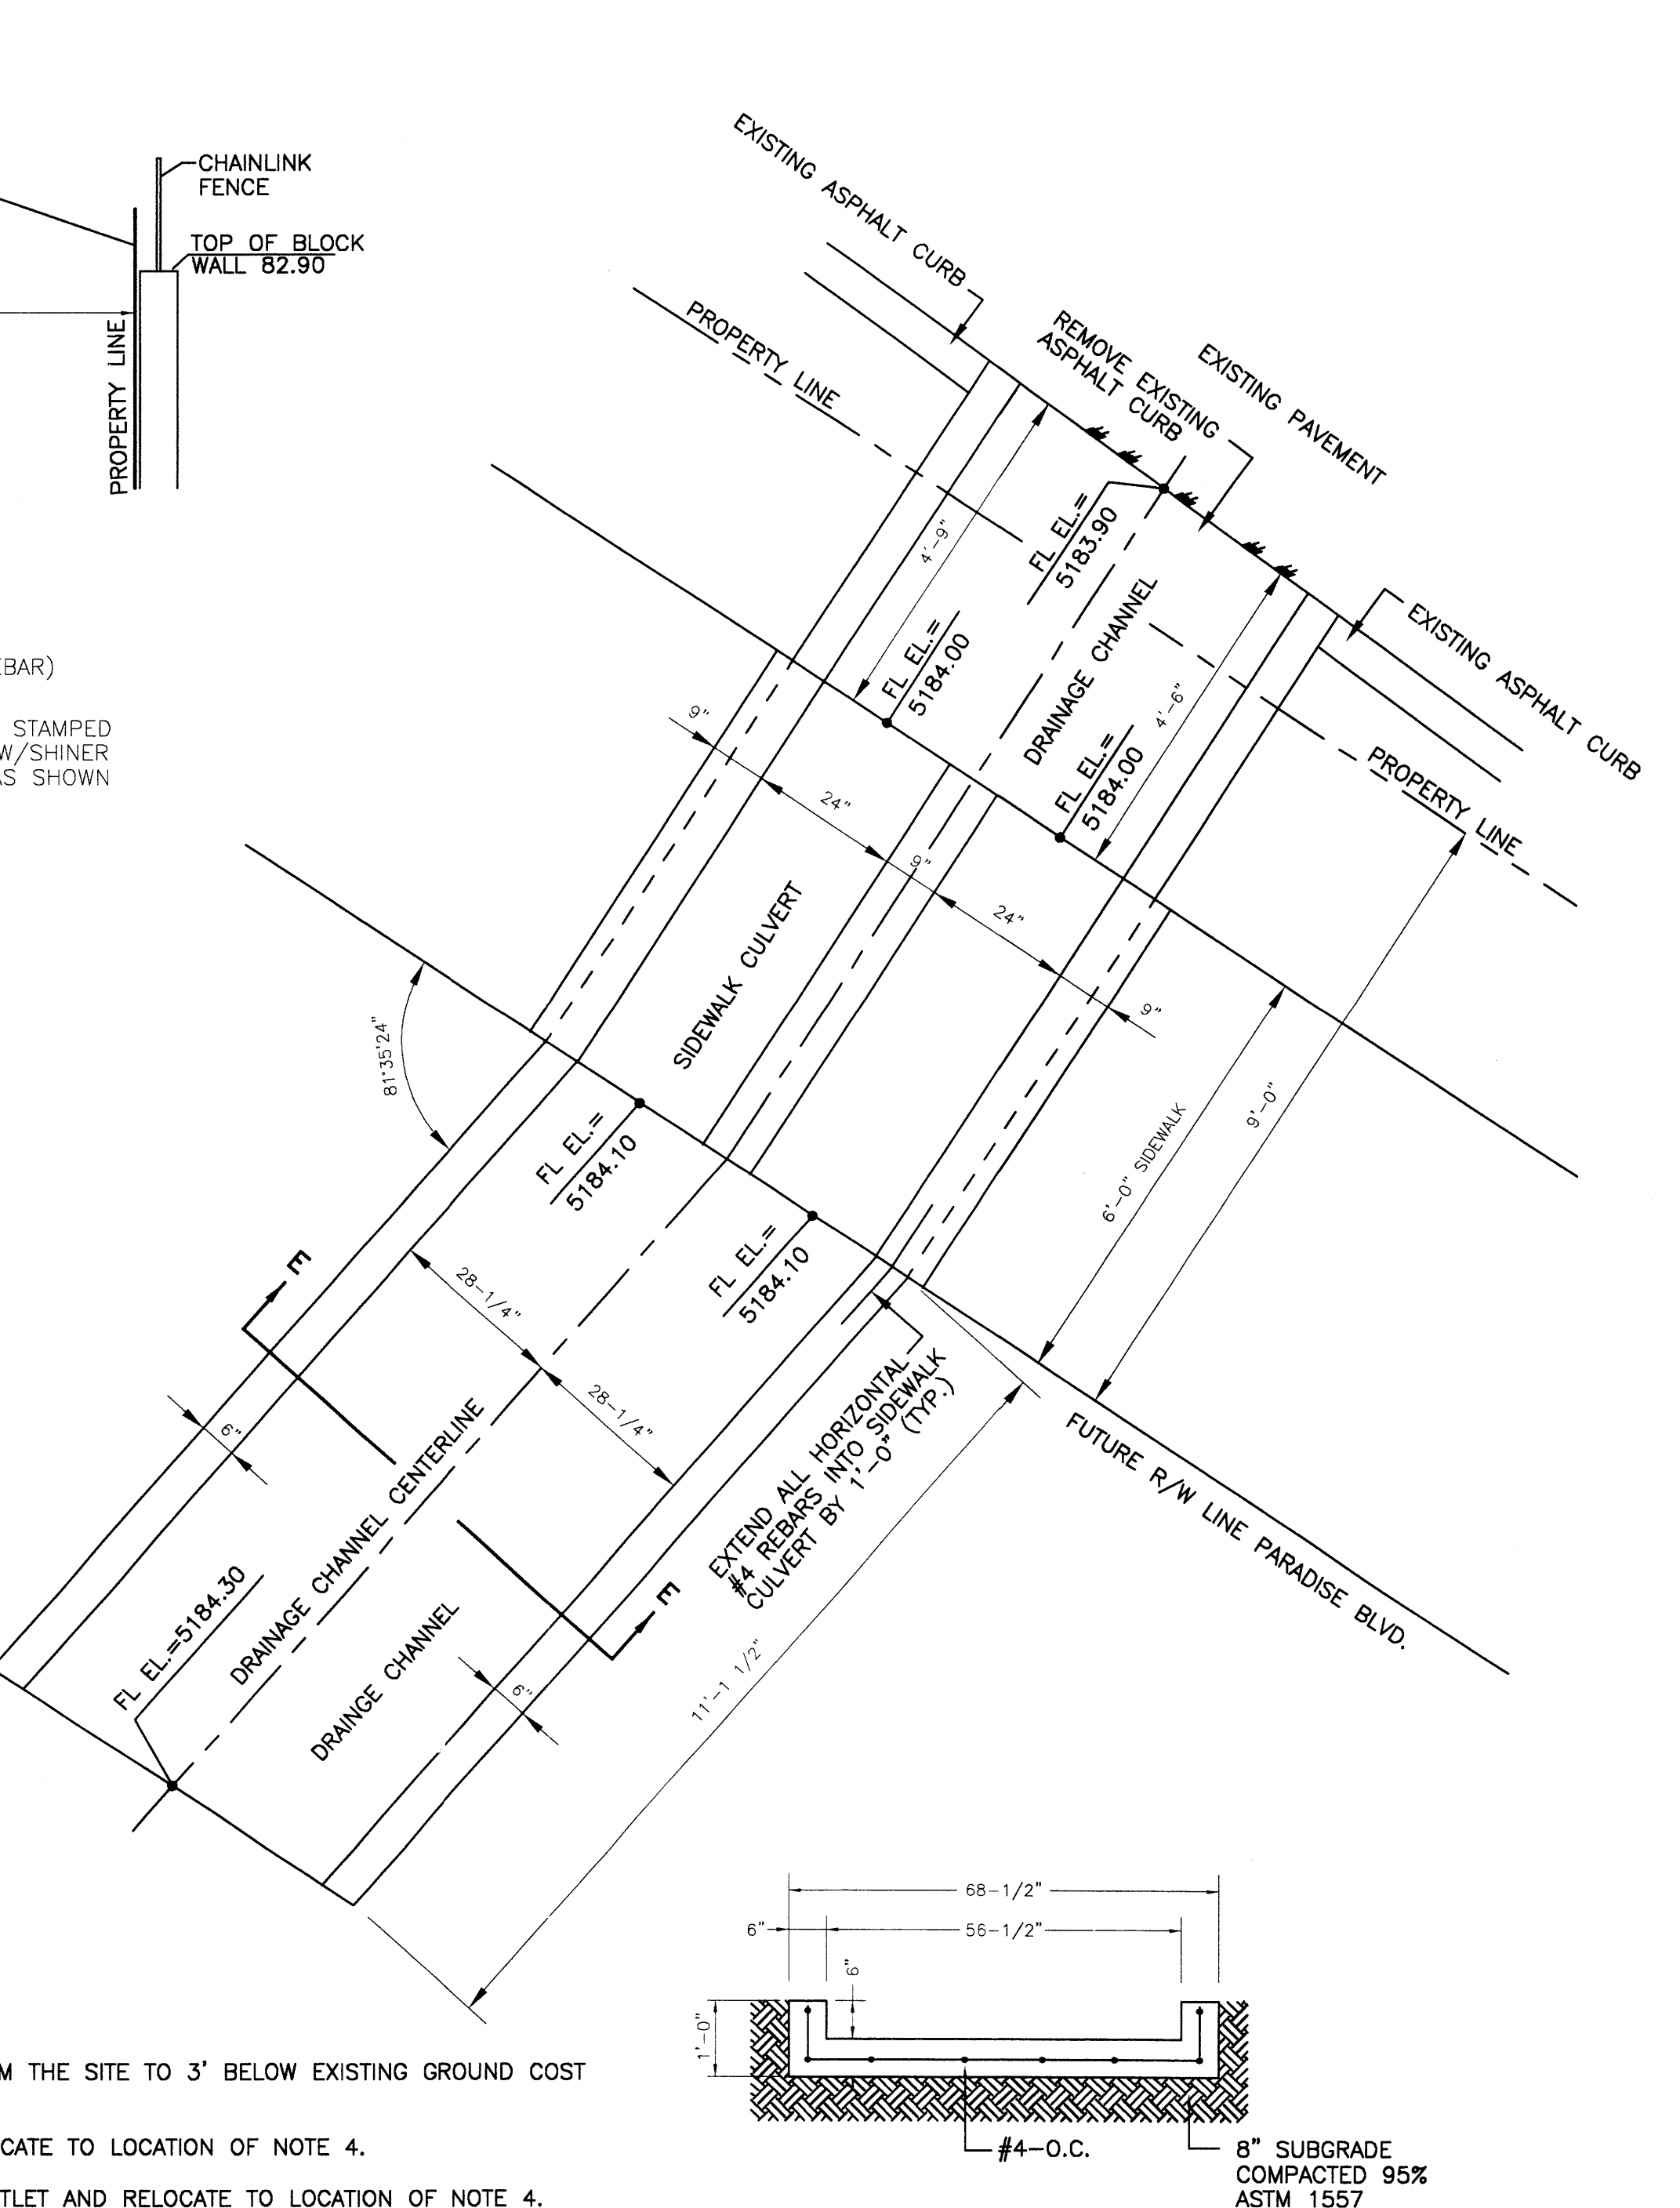 CHAINLINK
FENCE
TOP OF BLOCK
WALL 82.90
PROPERTY LINE
EBAR)
STAMPED
W/SHINER
AS SHOWN
EXISTING ASPHALT CURB
PROPERTY LINE
REMOVE EXISTING
ASPHALT CURB
EXISTING PAVEMENT
4'-9"
FL EL.=
5183.90
FL EL.=
5184.00
DRAINAGE CHANNEL
FL EL.=
5184.00
4'-6"
EXISTING ASPHALT CURB
PROPERTY LINE
9"
24"
9"
24"
9"
SIDEWALK CULVERT
81°35'24"
6'-0" SIDEWALK
9'-0"
FL EL.=
5184.10
FL EL.=
5184.10
E
28-1/4"
28-1/4"
6"
DRAINAGE CHANNEL CENTERLINE
EXTEND ALL HORIZONTAL
#4 REBARS INTO SIDEWALK
CULVERT BY 1'-0" (TYP.)
FUTURE R/W LINE PARADISE BLVD.
FL EL.=5184.30
DRAINGE CHANNEL
E
6"
11'-1 1/2"
68-1/2"
6"
56-1/2"
6"
1'-0"
#4-O.C.
8" SUBGRADE
COMPACTED 95%
ASTM 1557
M THE SITE TO 3' BELOW EXISTING GROUND COST
CATE TO LOCATION OF NOTE 4.
TLET AND RELOCATE TO LOCATION OF NOTE 4.